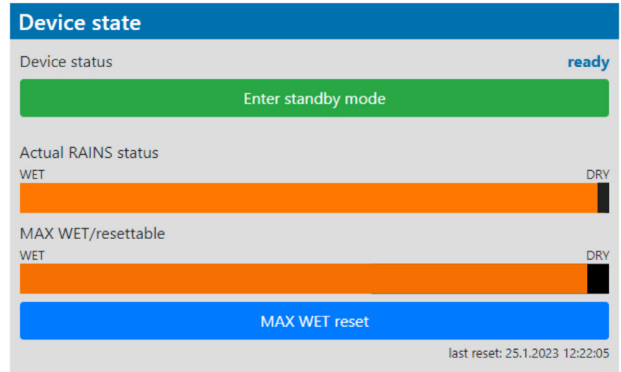 Device state
Device status ready
Enter standby mode
Actual RAINS status
WET DRY
MAX WET/resettable
WET DRY
MAX WET reset
last reset: 25.1.2023 12:22:05